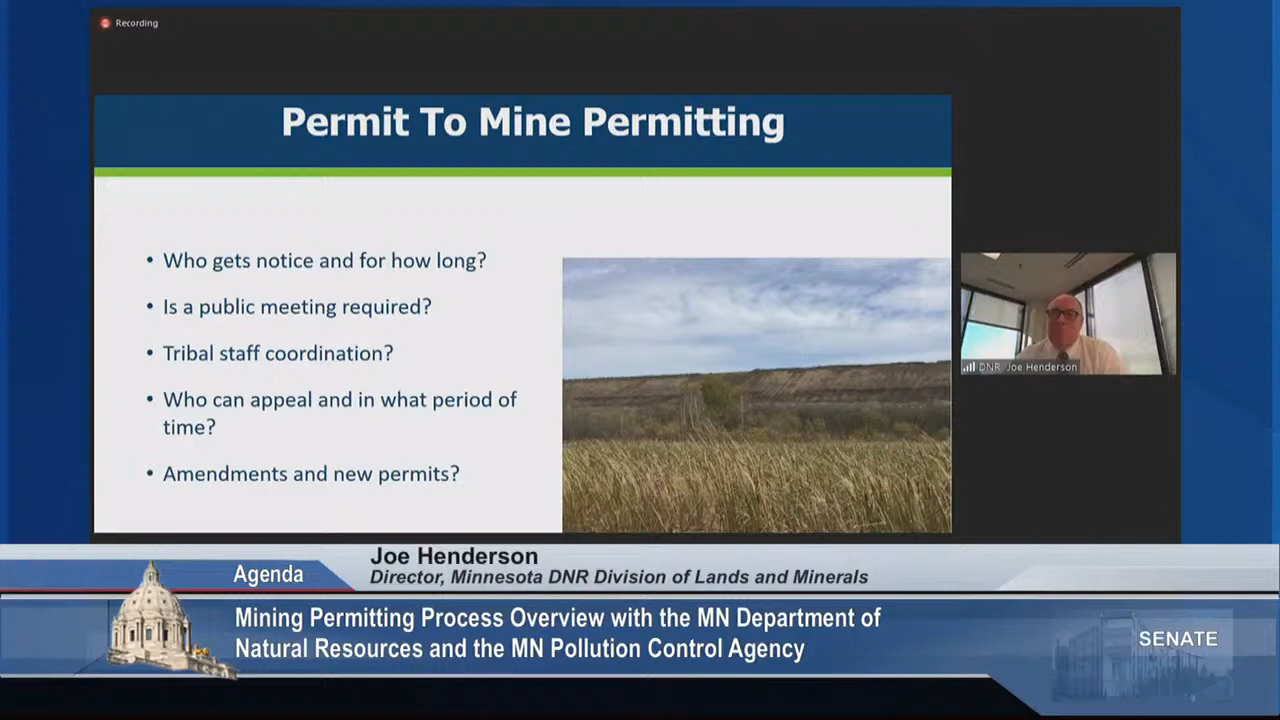 Recording
Permit To Mine Permitting
• Who gets notice and for how long?
• Is a public meeting required?
• Tribal staff coordination?
• Who can appeal and in what period of
time?
• Amendments and new permits?
DNR Joe Henderson
Joe Henderson
Director, Minnesota DNR Division of Lands and Minerals
Agenda
Mining Permitting Process Overview with the MN Department of
Natural Resources and the MN Pollution Control Agency
SENATE